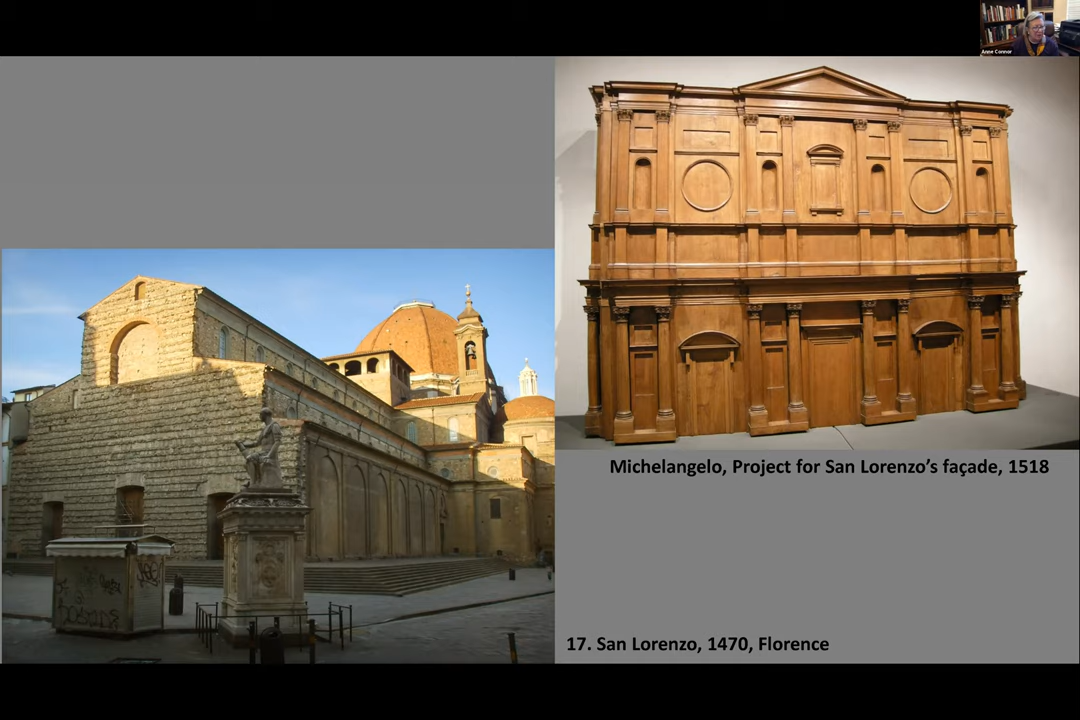 Anne Connor
Michelangelo, Project for San Lorenzo’s façade, 1518
17. San Lorenzo, 1470, Florence